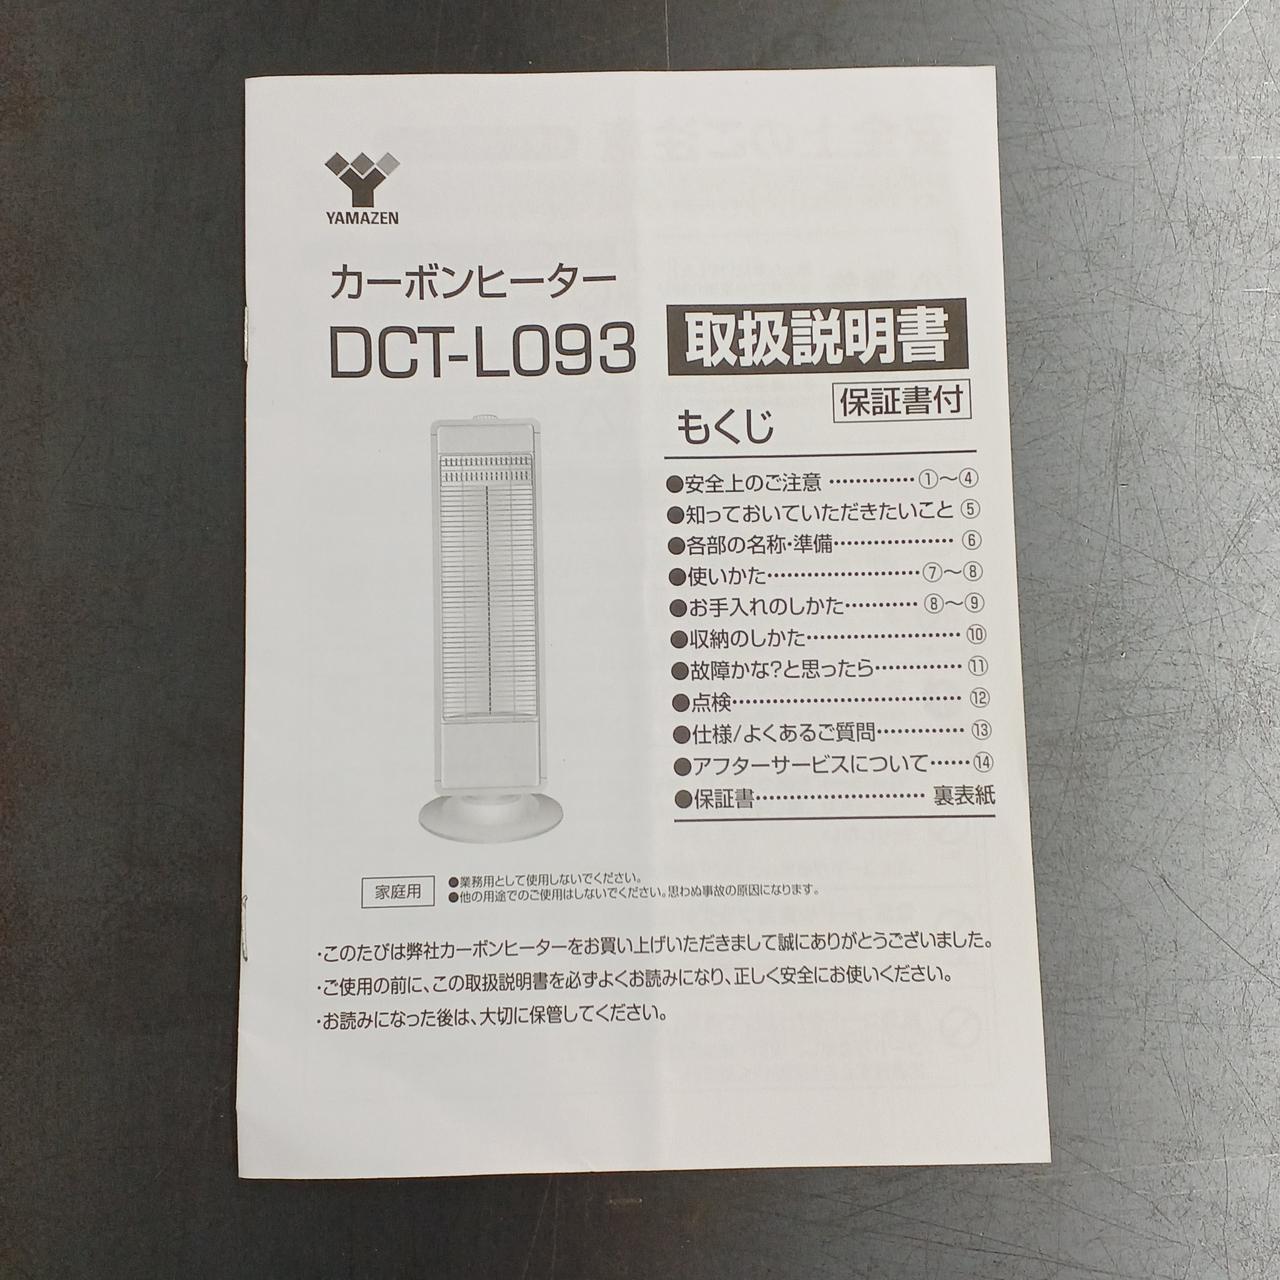 YAMAZEN
カーボンヒーター
DCT-L093
取扱説明書
保証書付
もくじ
●安全上のご注意 ············· ①〜④
●知っておいていただきたいこと ⑤
●各部の名称・準備·················· ⑥
●使いかた·······················⑦〜⑧
●お手入れのしかた··········· ⑧〜⑨
●収納のしかた······················· ⑩
●故障かな?と思ったら············· ⑪
●点検·································· ⑫
●仕様/よくあるご質問············· ⑬
●アフターサービスについて······⑭
●保証書························· 裏表紙
家庭用
●業務用として使用しないでください。
●他の用途でのご使用はしないでください。思わぬ事故の原因になります。
・このたびは弊社カーボンヒーターをお買い上げいただきまして誠にありがとうございました。
・ご使用の前に、この取扱説明書を必ずよくお読みになり、正しく安全にお使いください。
・お読みになった後は、大切に保管してください。